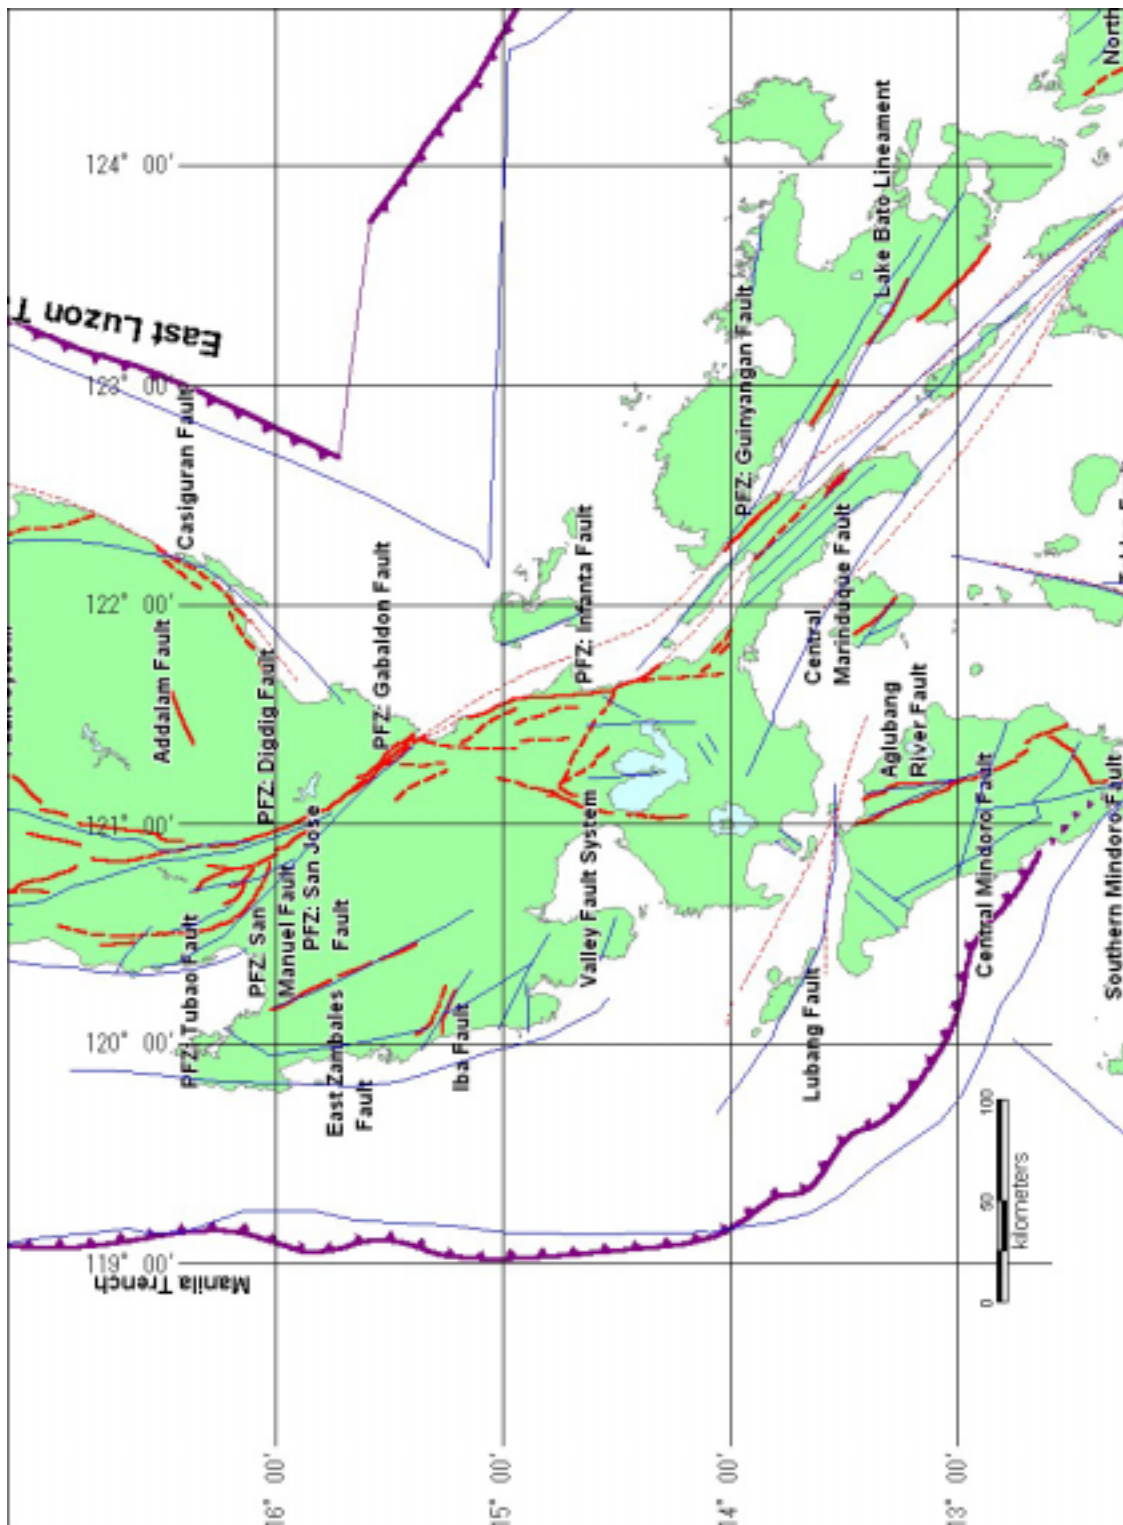 124° 00'
123° 00'
122° 00'
121° 00'
120° 00'
119° 00'
16° 00'
15° 00'
14° 00'
13° 00'
East Luzon T
Casiguran Fault
Addalam Fault
PFZ: Digdig Fault
PFZ: Gabaldon Fault
PFZ: Infanta Fault
PFZ: Guinyangan Fault
Lake Bato Lineament
North
Central
Marinduque Fault
Aglubang
River Fault
Central Mindoro Fault
Southern Mindoro Fault
Valley Fault System
PFZ: Tubao Fault
PFZ: San
Manuel Fault
PFZ: San Jose
Fault
East Zambales
Fault
Iba Fault
Lubang Fault
Manila Trench
0 50 100
kilometers